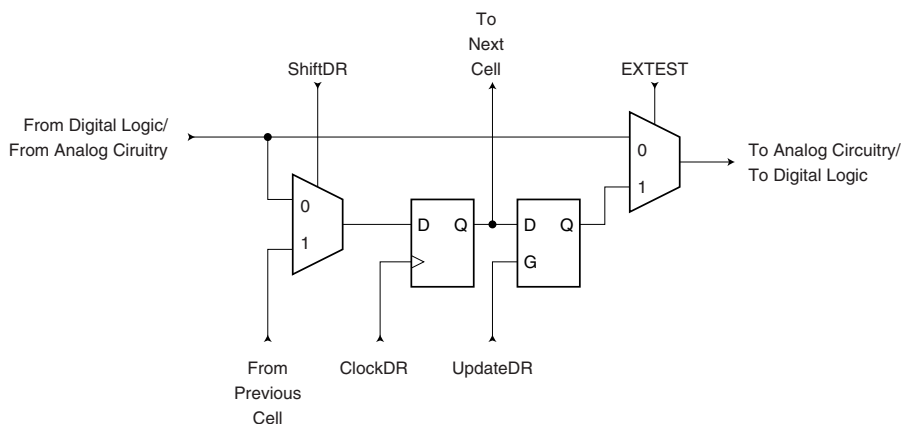 To
Next
Cell
ShiftDR
EXTEST
From Digital Logic/
From Analog Ciruitry
0
1
To Analog Circuitry/
To Digital Logic
0
1
D Q
D Q
G
From
Previous
Cell
ClockDR
UpdateDR